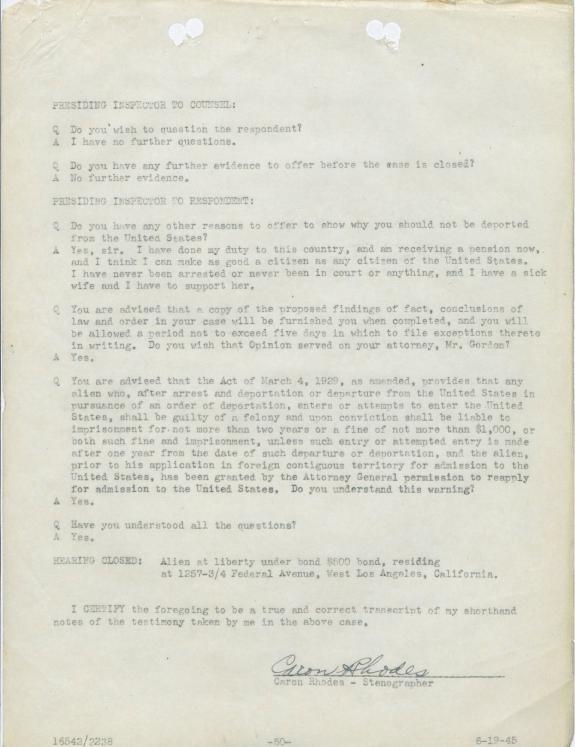 PRESIDING INSPECTOR TO COUNSEL:
Q Do you wish to question the respondent?
A I have no further questions.
Q Do you have any further evidence to offer before the case is closed?
A No further evidence.
PRESIDING INSPECTOR TO RESPONDENT:
Q Do you have any other reasons to offer to show why you should not be deported
from the United States?
A Yes, sir. I have done my duty to this country, and am receiving a pension now,
and I think I can make as good a citizen as any citizen of the United States.
I have never been arrested or never been in court or anything, and I have a sick
wife and I have to support her.
Q You are advised that a copy of the proposed findings of fact, conclusions of
law and order in your case will be furnished you when completed, and you will
be allowed a period not to exceed five days in which to file exceptions thereto
in writing. Do you wish that Opinion served on your attorney, Mr. Gordon?
A Yes.
Q You are advised that the Act of March 4, 1929, as amended, provides that any
alien who, after arrest and deportation or departure from the United States in
pursuance of an order of deportation, enters or attempts to enter the United
States, shall be guilty of a felony and upon conviction shall be liable to
imprisonment for not more than two years or a fine of not more than $1,000, or
both such fine and imprisonment, unless such entry or attempted entry is made
after one year from the date of such departure or deportation, and the alien,
prior to his application in foreign contiguous territory for admission to the
United States, has been granted by the Attorney General permission to reapply
for admission to the United States. Do you understand this warning?
A Yes.
Q Have you understood all the questions?
A Yes.
HEARING CLOSED: Alien at liberty under bond $500 bond, residing
at 1257-3/4 Federal Avenue, West Los Angeles, California.
I CERTIFY the foregoing to be a true and correct transcript of my shorthand
notes of the testimony taken by me in the above case.
Caron Rhodes
Caron Rhodes - Stenographer
16542/2238 -50- 6-19-45